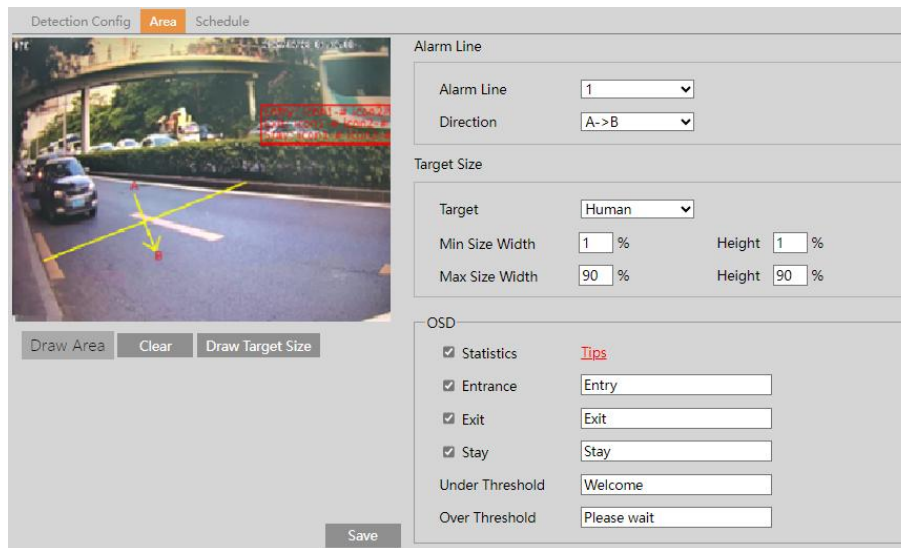 Detection Config Area Schedule
Alarm Line
Alarm Line 1
Direction A->B
A
B
Target Size
Target Human
Min Size Width 1 % Height 1 %
Max Size Width 90 % Height 90 %
Draw Area Clear Draw Target Size
OSD
Statistics Tips
Entrance Entry
Exit Exit
Stay Stay
Under Threshold Welcome
Over Threshold Please wait
Save